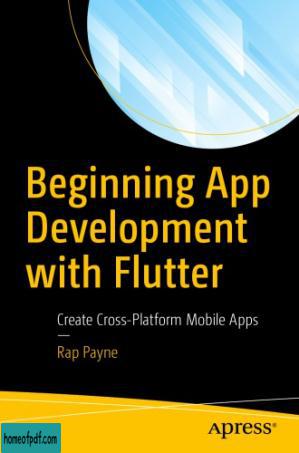 Beginning App
Development
with Flutter
Create Cross-Platform Mobile Apps
—
Rap Payne
Apress®
homeofpdf.com